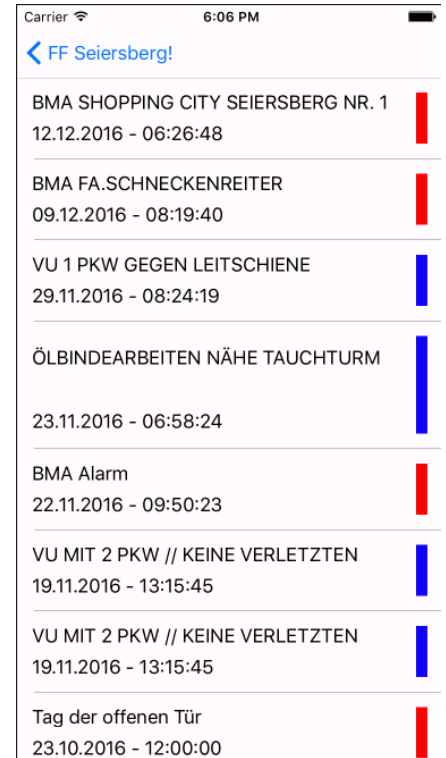 Carrier 6:06 PM
FF Seiersberg!
BMA SHOPPING CITY SEIERSBERG NR. 1
12.12.2016 - 06:26:48
BMA FA.SCHNECKENREITER
09.12.2016 - 08:19:40
VU 1 PKW GEGEN LEITSCHIENE
29.11.2016 - 08:24:19
ÖLBINDEARBEITEN NÄHE TAUCHTURM
23.11.2016 - 06:58:24
BMA Alarm
22.11.2016 - 09:50:23
VU MIT 2 PKW // KEINE VERLETZTEN
19.11.2016 - 13:15:45
VU MIT 2 PKW // KEINE VERLETZTEN
19.11.2016 - 13:15:45
Tag der offenen Tür
23.10.2016 - 12:00:00